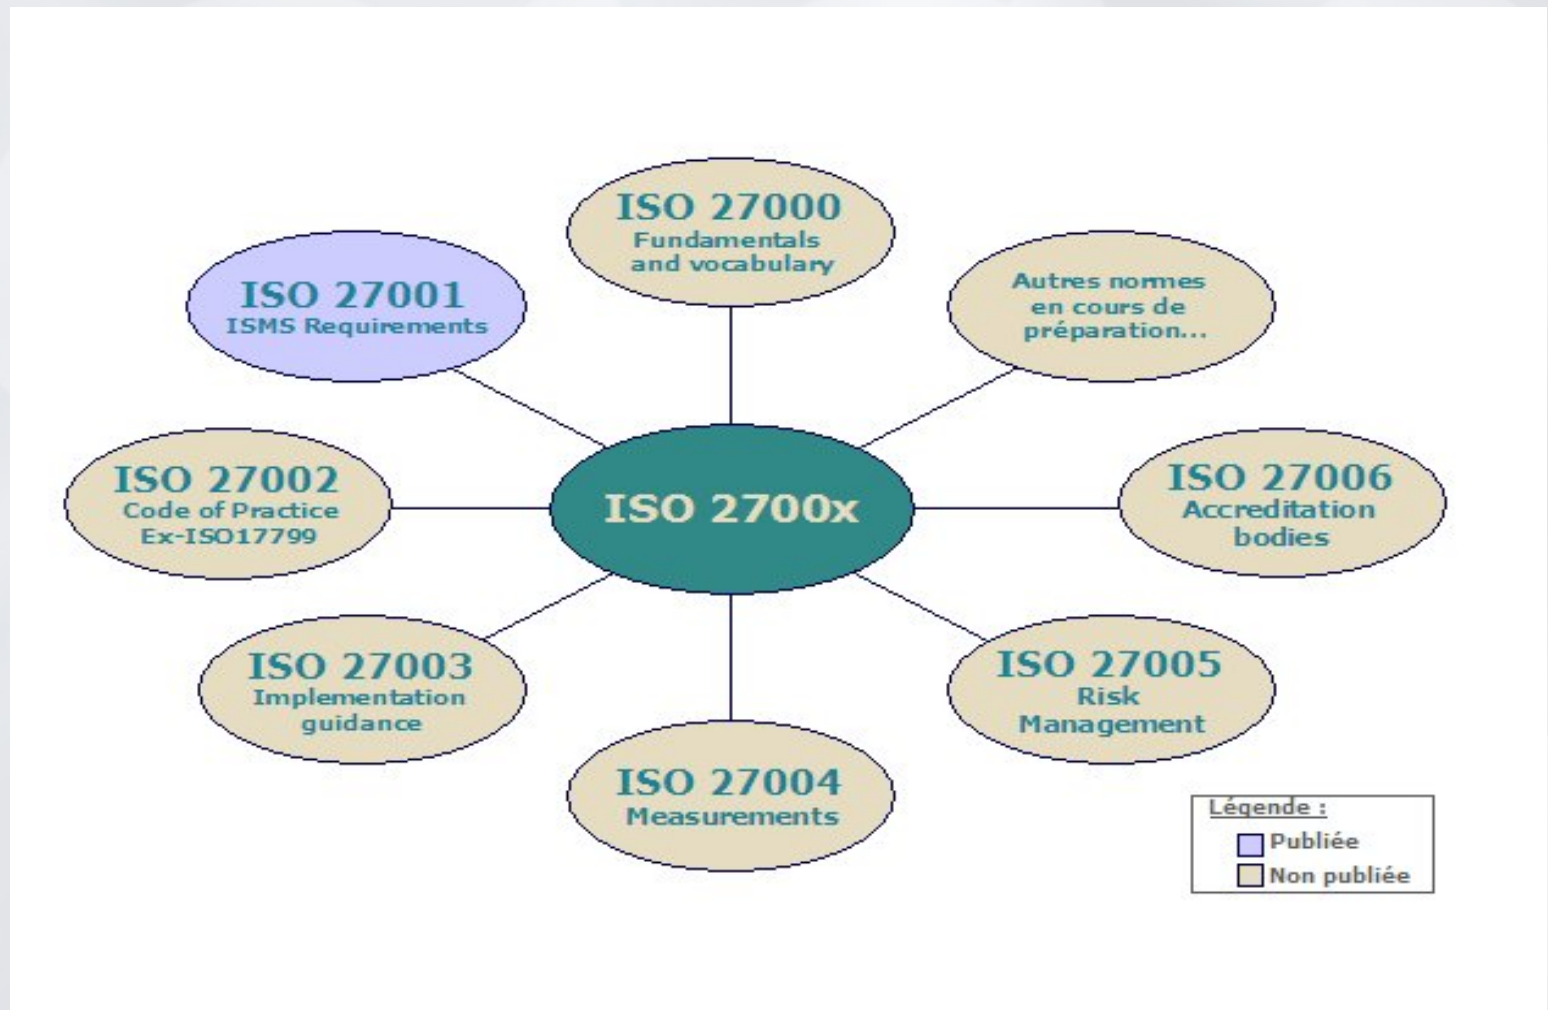 ISO 27000
Fundamentals
and vocabulary
ISO 27001
ISMS Requirements
Autres normes
en cours de
préparation...
ISO 27002
Code of Practice
Ex-ISO17799
ISO 2700x
ISO 27006
Accreditation
bodies
ISO 27003
Implementation
guidance
ISO 27005
Risk
Management
ISO 27004
Measurements
Légende :
Publiée
Non publiée